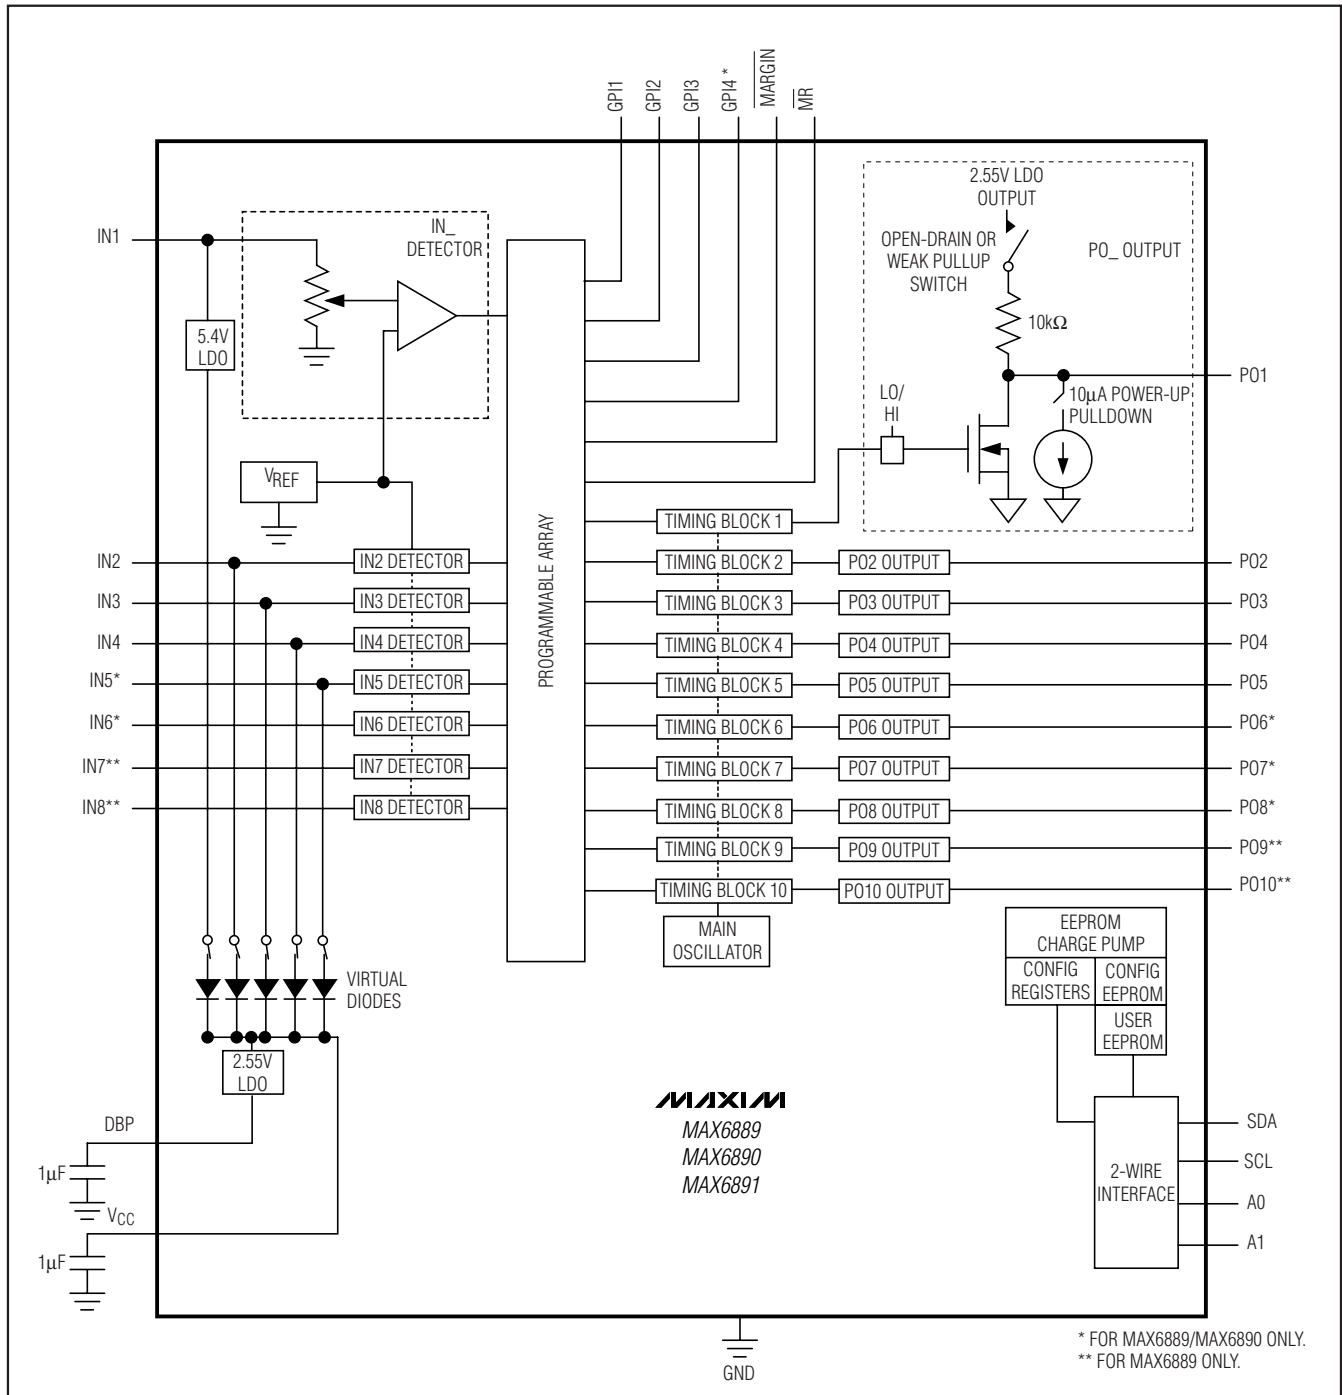 GPI1
GPI2
GPI3
GPI4 *
MARGIN
MR
2.55V LDO
OUTPUT
OPEN-DRAIN OR
WEAK PULLUP
SWITCH
PO_ OUTPUT
10kΩ
IN1
IN_
DETECTOR
5.4V
LDO
LO/
HI
10µA POWER-UP
PULLDOWN
PO1
VREF
PROGRAMMABLE ARRAY
TIMING BLOCK 1
IN2
IN2 DETECTOR
TIMING BLOCK 2
PO2 OUTPUT
PO2
IN3
IN3 DETECTOR
TIMING BLOCK 3
PO3 OUTPUT
PO3
IN4
IN4 DETECTOR
TIMING BLOCK 4
PO4 OUTPUT
PO4
IN5*
IN5 DETECTOR
TIMING BLOCK 5
PO5 OUTPUT
PO5
IN6*
IN6 DETECTOR
TIMING BLOCK 6
PO6 OUTPUT
PO6*
IN7**
IN7 DETECTOR
TIMING BLOCK 7
PO7 OUTPUT
PO7*
IN8**
IN8 DETECTOR
TIMING BLOCK 8
PO8 OUTPUT
PO8*
TIMING BLOCK 9
PO9 OUTPUT
PO9**
TIMING BLOCK 10
PO10 OUTPUT
PO10**
MAIN
OSCILLATOR
EEPROM
CHARGE PUMP
CONFIG
REGISTERS
CONFIG
EEPROM
USER
EEPROM
VIRTUAL
DIODES
2.55V
LDO
DBP
1µF
VCC
1µF
MAXIM
MAX6889
MAX6890
MAX6891
2-WIRE
INTERFACE
SDA
SCL
A0
A1
GND
* FOR MAX6889/MAX6890 ONLY.
** FOR MAX6889 ONLY.